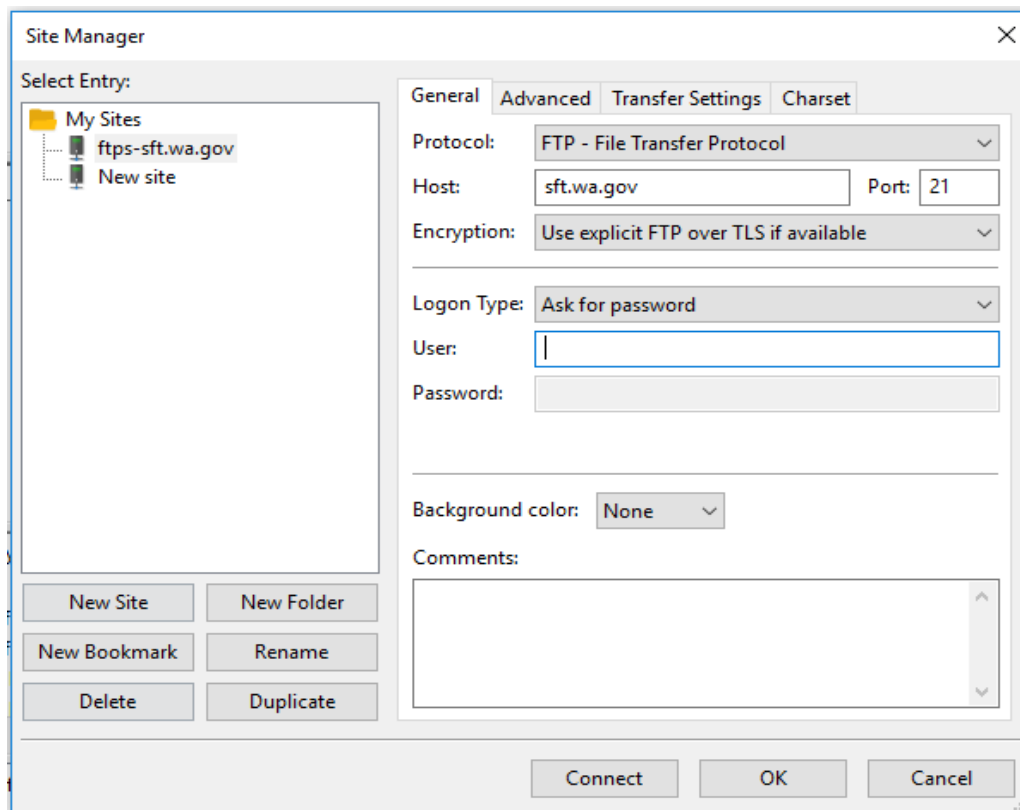 Site Manager
Select Entry:
My Sites
ftps-sft.wa.gov
New site
New Site New Folder
New Bookmark Rename
Delete Duplicate
General Advanced Transfer Settings Charset
Protocol: FTP - File Transfer Protocol
Host: sft.wa.gov Port: 21
Encryption: Use explicit FTP over TLS if available
Logon Type: Ask for password
User:
Password:
Background color: None
Comments:
Connect OK Cancel